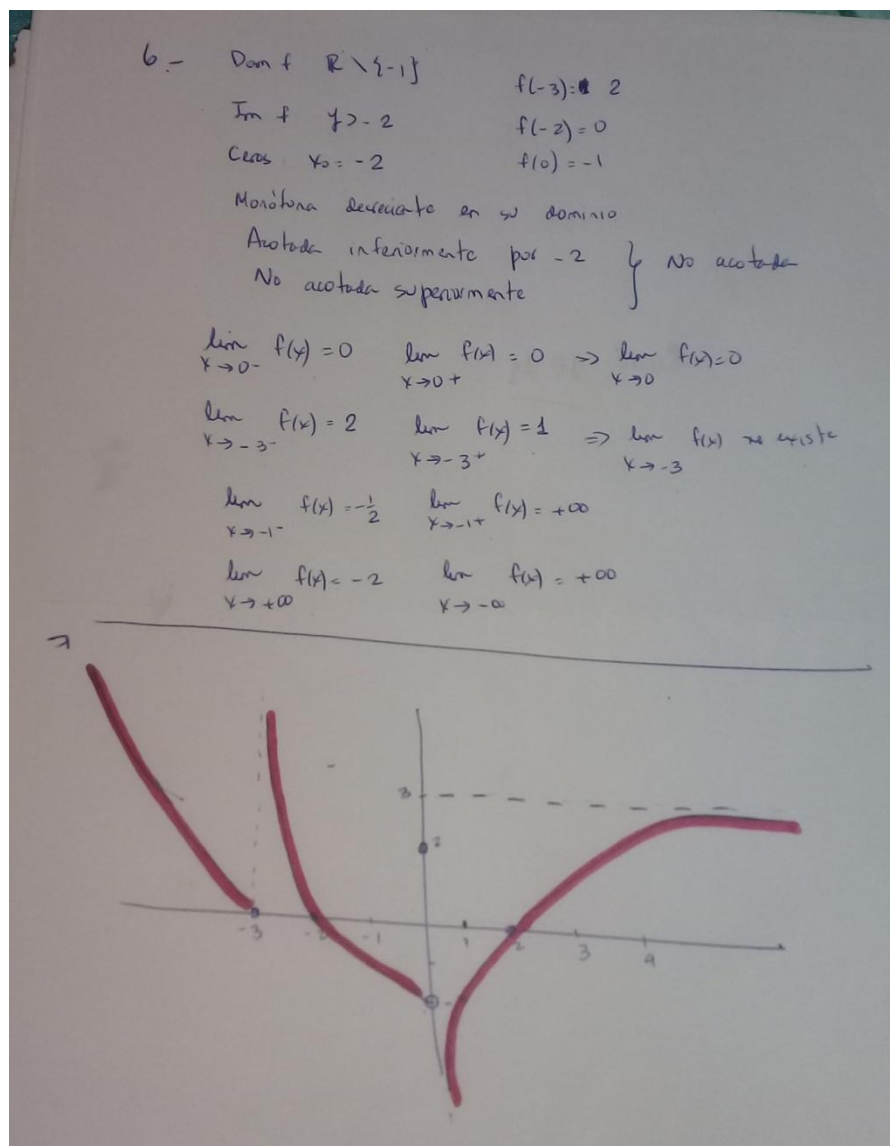 6.- Dom f R \ {-1}
f(-3)= 2
Im f y>-2
f(-2)=0
Ceros x₀=-2
f(0)=-1
Monótona decreciente en su dominio
Acotada inferiormente por -2 } No acotada
No acotada superiormente
lim x→0- f(x)=0 lim x→0+ f(x)=0 => lim x→0 f(x)=0
lim x→-3- f(x)=2 lim x→-3+ f(x)=1 => lim x→-3 f(x) no existe
lim x→-1- f(x)=-1/2 lim x→-1+ f(x)=+∞
lim x→+∞ f(x)=-2 lim x→-∞ f(x)=+∞
7
3
2
-3 -2 -1 1 2 3 4